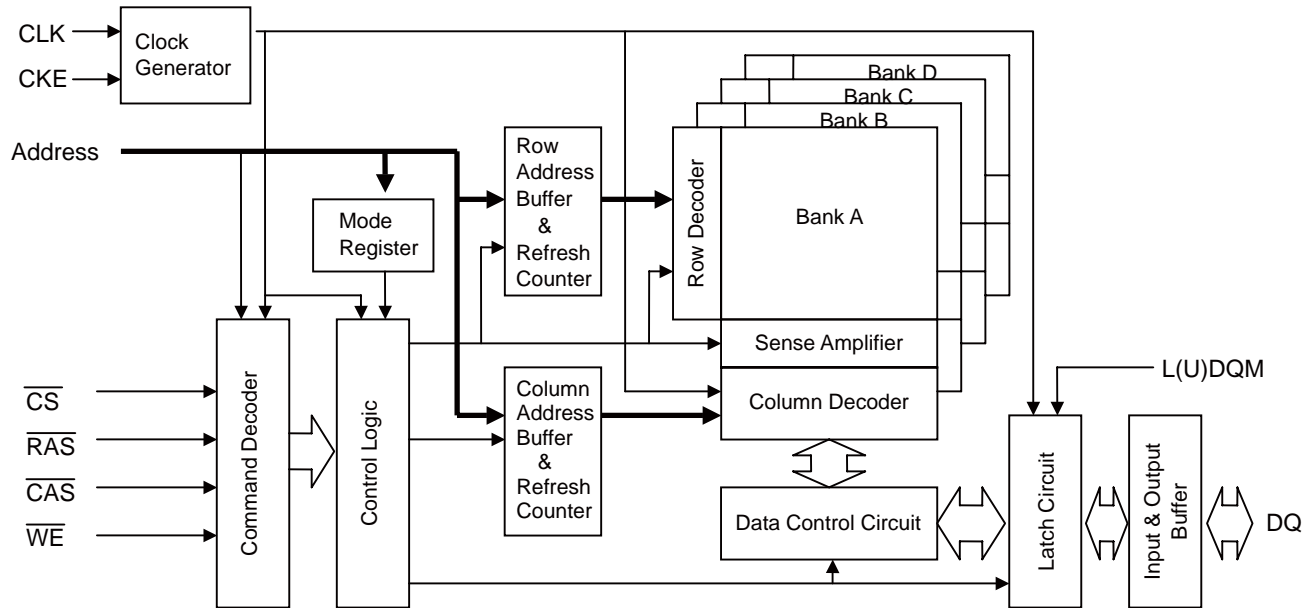 CLK
CKE
Clock
Generator
Address
Mode
Register
Row
Address
Buffer
&
Refresh
Counter
Row Decoder
Bank D
Bank C
Bank B
Bank A
Sense Amplifier
Column Decoder
Column
Address
Buffer
&
Refresh
Counter
CS
RAS
CAS
WE
Command Decoder
Control Logic
Data Control Circuit
L(U)DQM
Latch Circuit
Input & Output
Buffer
DQ